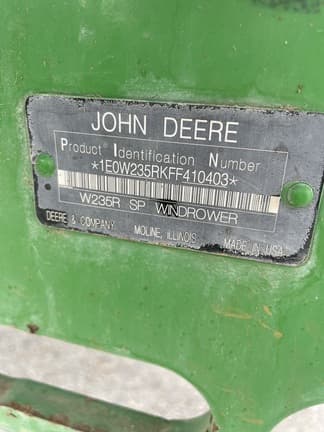 JOHN DEERE
Product Identification Number
*1E0W235RKFF410403*
W235R SP WINDROWER
DEERE & COMPANY MOLINE, ILLINOIS MADE IN USA